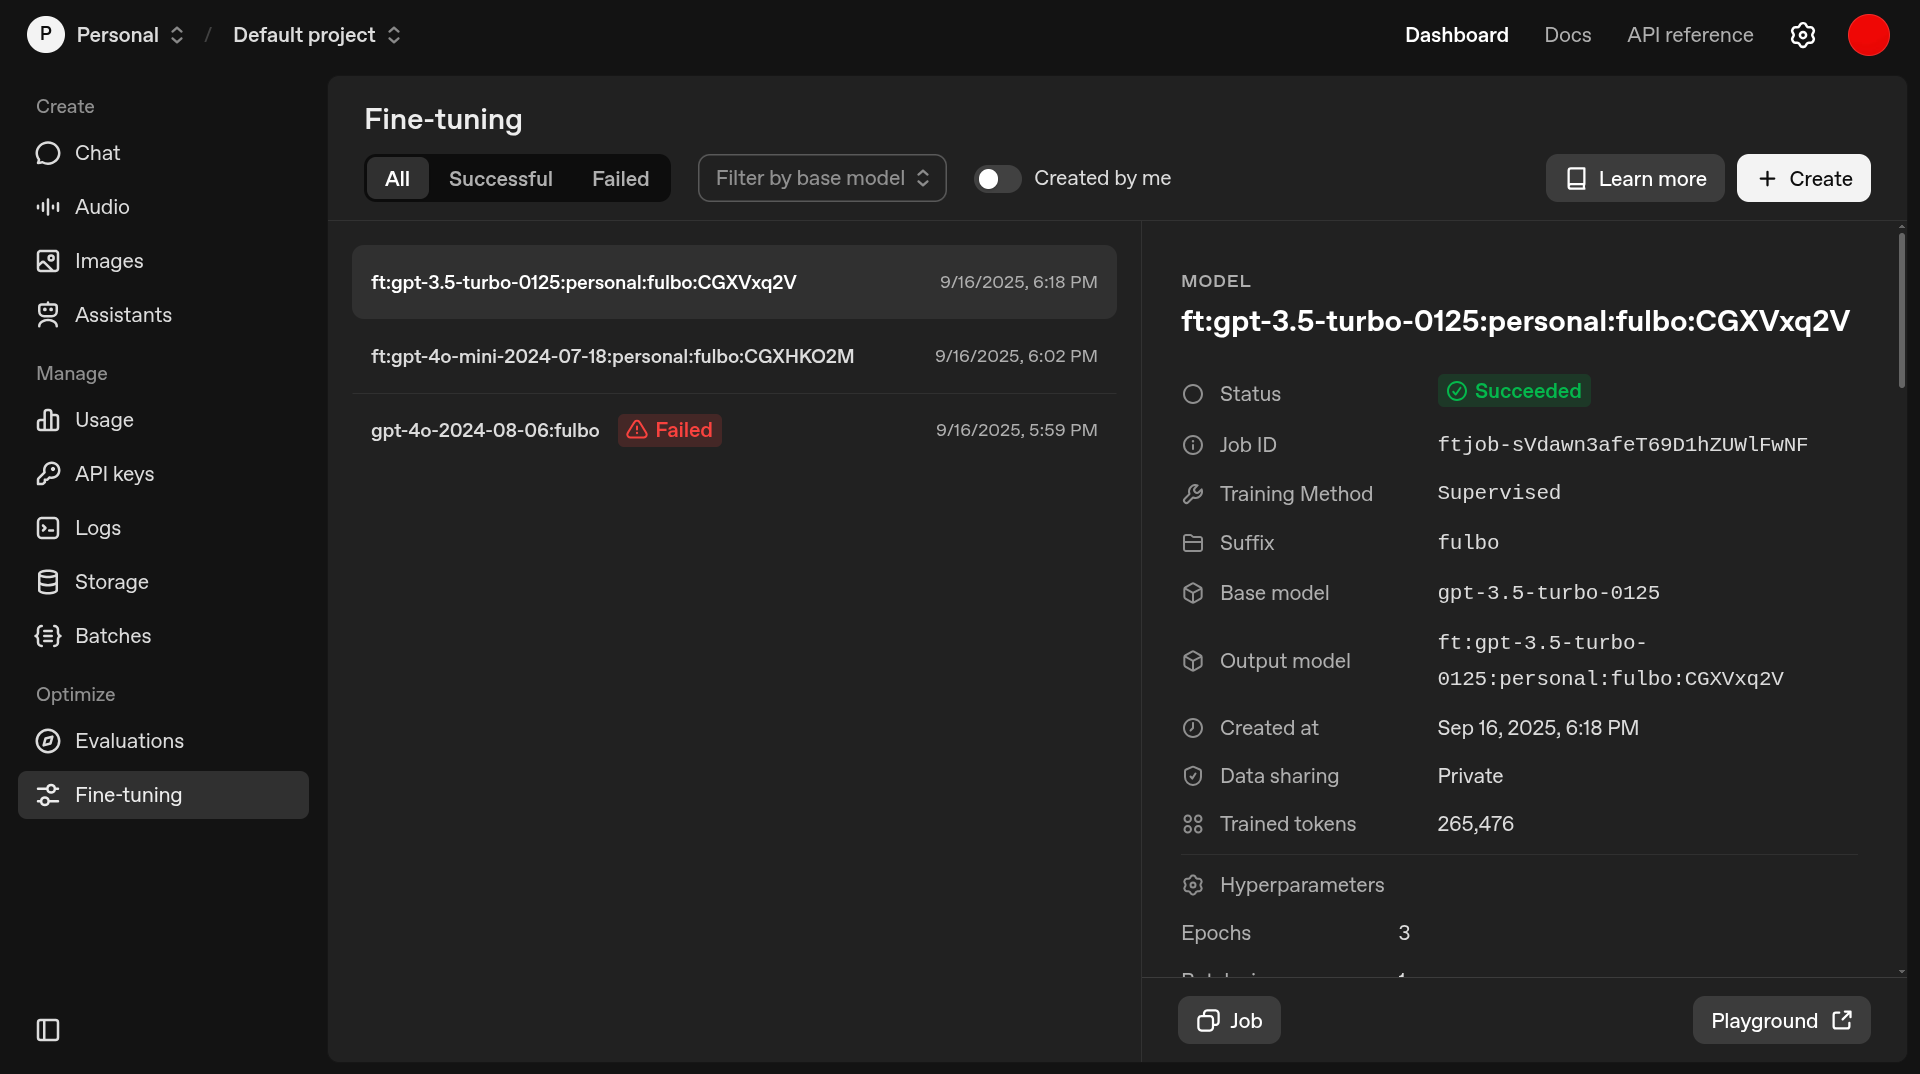 P Personal / Default project
Dashboard Docs API reference
Create
Chat
Audio
Images
Assistants
Manage
Usage
API keys
Logs
Storage
Batches
Optimize
Evaluations
Fine-tuning
Fine-tuning
All Successful Failed Filter by base model Created by me Learn more + Create
ft:gpt-3.5-turbo-0125:personal:fulbo:CGXVxq2V 9/16/2025, 6:18 PM
ft:gpt-4o-mini-2024-07-18:personal:fulbo:CGXHKO2M 9/16/2025, 6:02 PM
gpt-4o-2024-08-06:fulbo Failed 9/16/2025, 5:59 PM
MODEL
ft:gpt-3.5-turbo-0125:personal:fulbo:CGXVxq2V
Status Succeeded
Job ID ftjob-sVdawn3afeT69D1hZUWlFwNF
Training Method Supervised
Suffix fulbo
Base model gpt-3.5-turbo-0125
Output model ft:gpt-3.5-turbo-
0125:personal:fulbo:CGXVxq2V
Created at Sep 16, 2025, 6:18 PM
Data sharing Private
Trained tokens 265,476
Hyperparameters
Epochs 3
Job
Playground